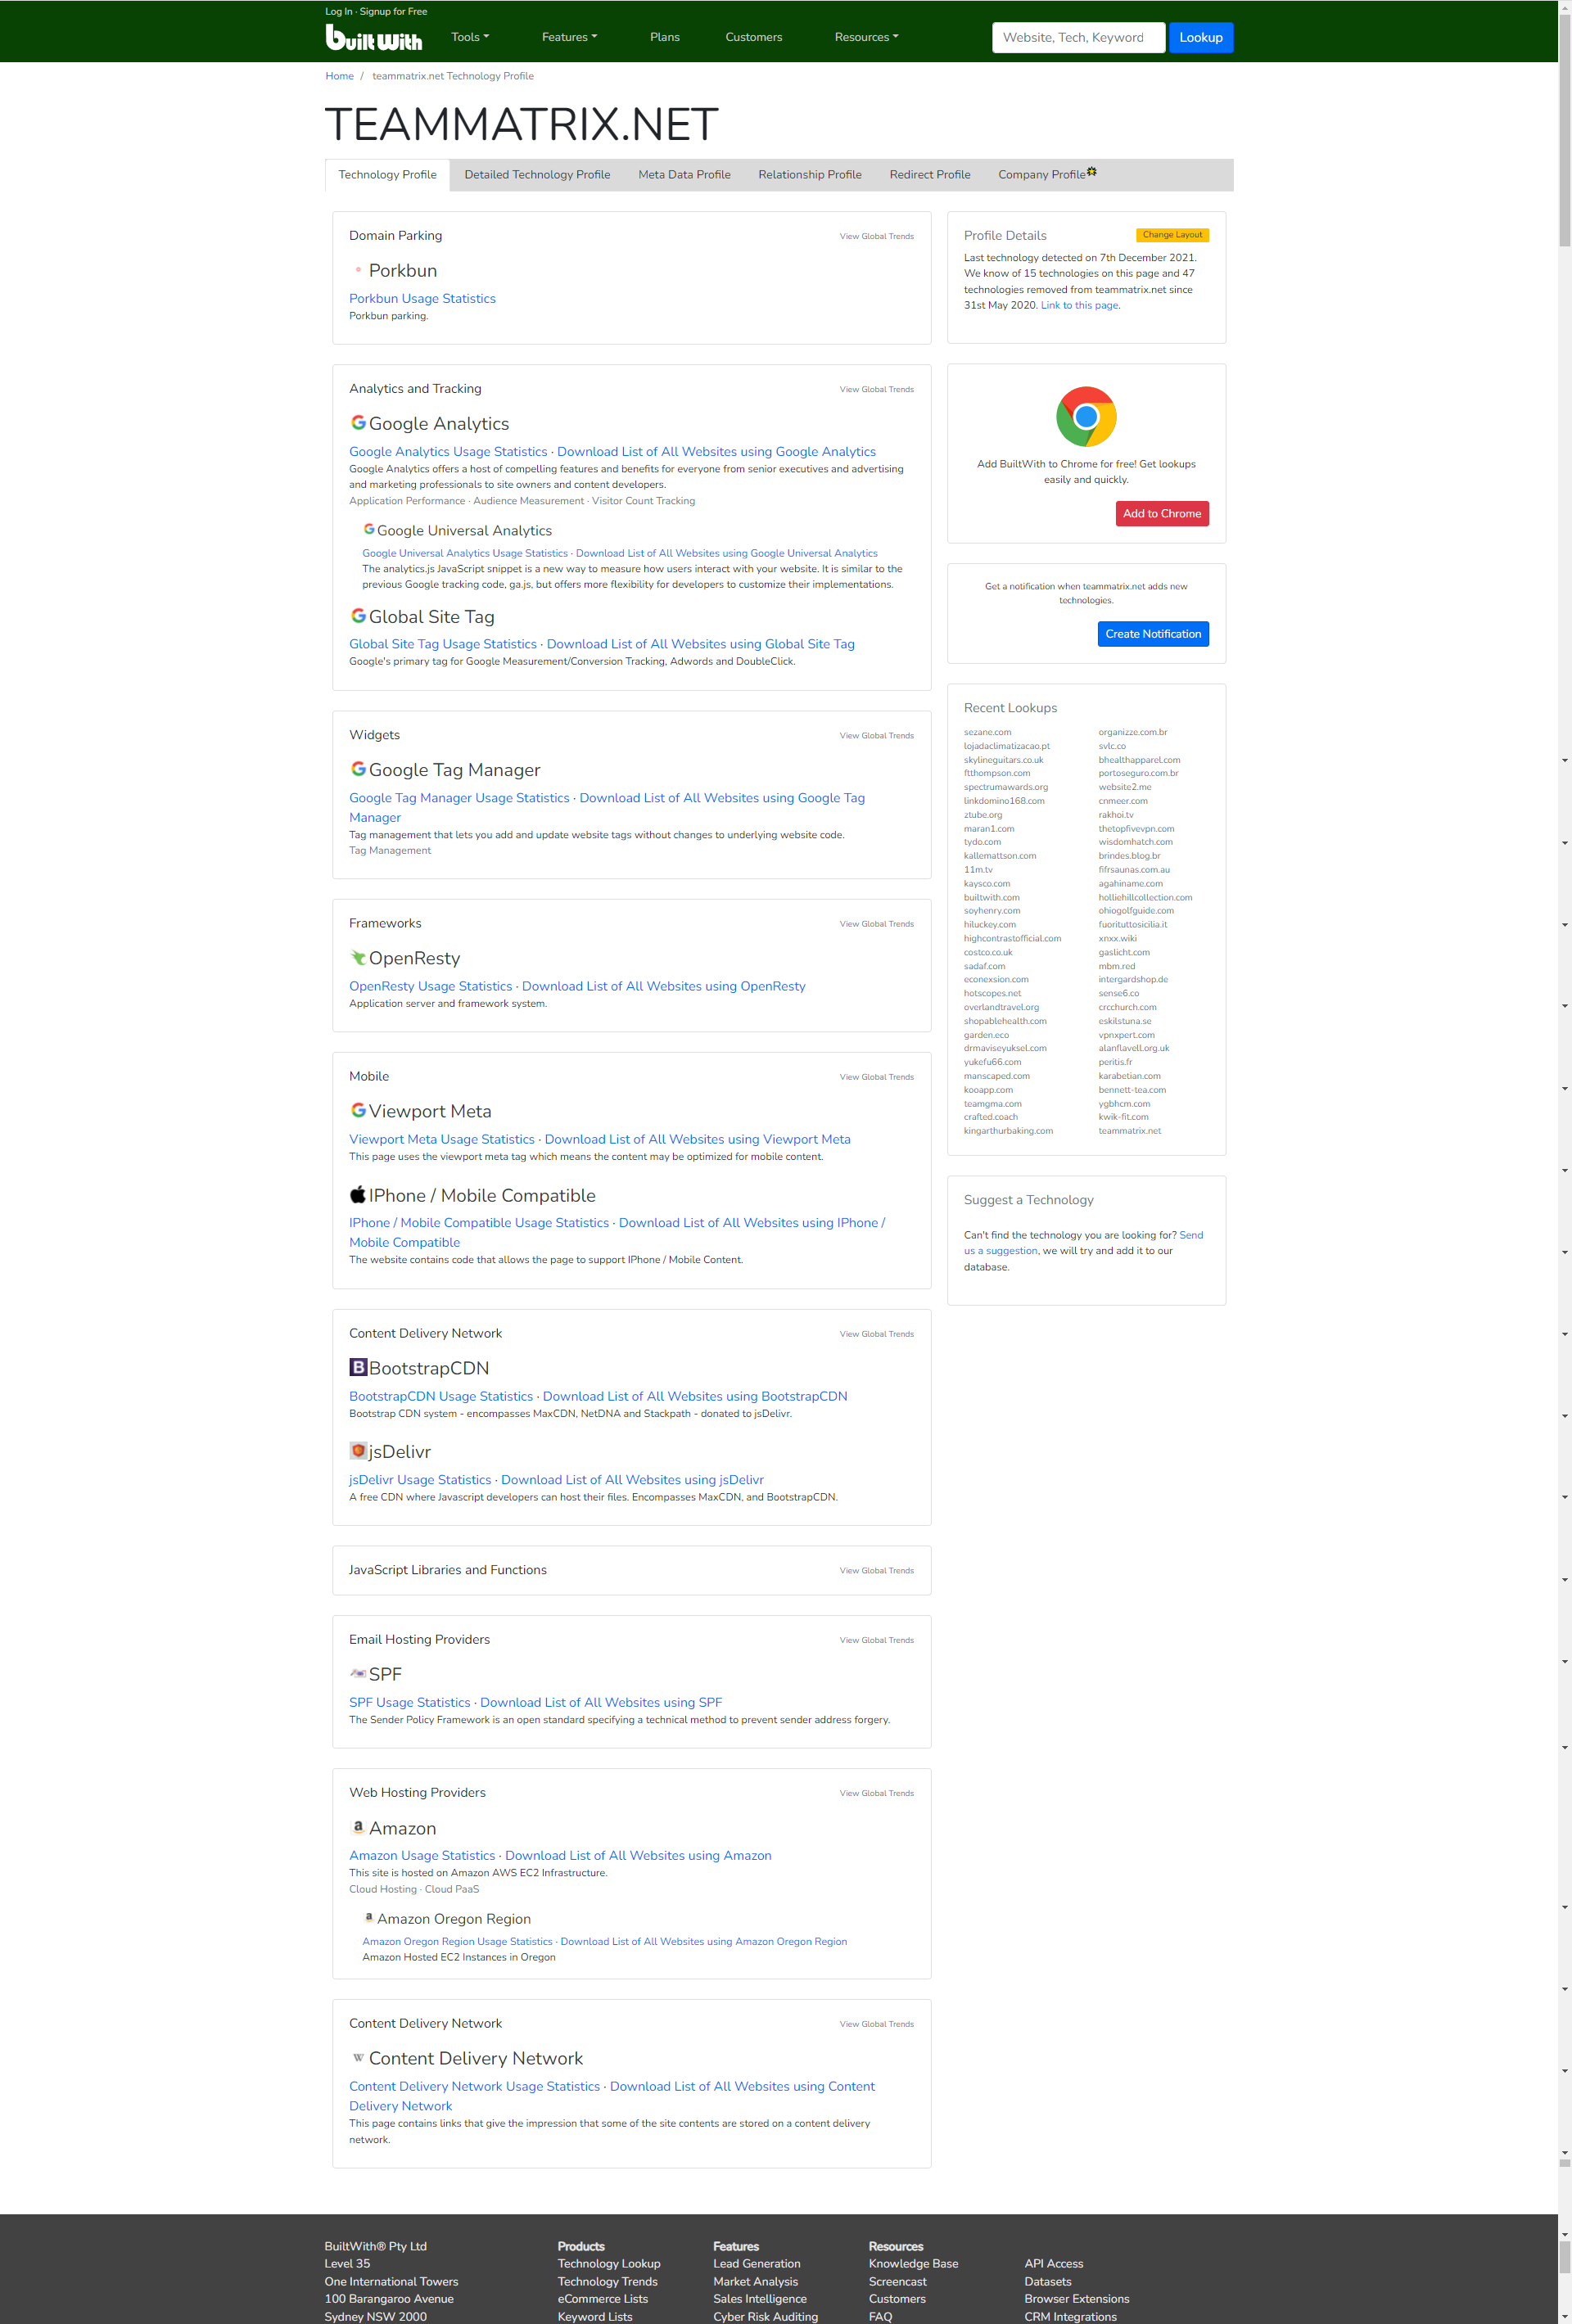 Log In · Signup for Free
builtwith
Tools
Features
Plans
Customers
Resources
Website, Tech, Keyword
Lookup
Home / teammatrix.net Technology Profile
TEAMMATRIX.NET
Technology Profile
Detailed Technology Profile
Meta Data Profile
Relationship Profile
Redirect Profile
Company Profile
Domain Parking
View Global Trends
Porkbun
Porkbun Usage Statistics
Porkbun parking.
Analytics and Tracking
View Global Trends
Google Analytics
Google Analytics Usage Statistics · Download List of All Websites using Google Analytics
Google Analytics offers a host of compelling features and benefits for everyone from senior executives and advertising
and marketing professionals to site owners and content developers.
Application Performance · Audience Measurement · Visitor Count Tracking
Google Universal Analytics
Google Universal Analytics Usage Statistics · Download List of All Websites using Google Universal Analytics
The analytics.js JavaScript snippet is a new way to measure how users interact with your website. It is similar to the
previous Google tracking code, ga.js, but offers more flexibility for developers to customize their implementations.
Global Site Tag
Global Site Tag Usage Statistics · Download List of All Websites using Global Site Tag
Google's primary tag for Google Measurement/Conversion Tracking, Adwords and DoubleClick.
Widgets
View Global Trends
Google Tag Manager
Google Tag Manager Usage Statistics · Download List of All Websites using Google Tag
Manager
Tag management that lets you add and update website tags without changes to underlying website code.
Tag Management
Frameworks
View Global Trends
OpenResty
OpenResty Usage Statistics · Download List of All Websites using OpenResty
Application server and framework system.
Mobile
View Global Trends
Viewport Meta
Viewport Meta Usage Statistics · Download List of All Websites using Viewport Meta
This page uses the viewport meta tag which means the content may be optimized for mobile content.
IPhone / Mobile Compatible
IPhone / Mobile Compatible Usage Statistics · Download List of All Websites using IPhone /
Mobile Compatible
The website contains code that allows the page to support IPhone / Mobile Content.
Content Delivery Network
View Global Trends
BootstrapCDN
BootstrapCDN Usage Statistics · Download List of All Websites using BootstrapCDN
Bootstrap CDN system - encompasses MaxCDN, NetDNA and Stackpath - donated to jsDelivr.
jsDelivr
jsDelivr Usage Statistics · Download List of All Websites using jsDelivr
A free CDN where Javascript developers can host their files. Encompasses MaxCDN, and BootstrapCDN.
JavaScript Libraries and Functions
View Global Trends
Email Hosting Providers
View Global Trends
SPF
SPF Usage Statistics · Download List of All Websites using SPF
The Sender Policy Framework is an open standard specifying a technical method to prevent sender address forgery.
Web Hosting Providers
View Global Trends
Amazon
Amazon Usage Statistics · Download List of All Websites using Amazon
This site is hosted on Amazon AWS EC2 Infrastructure.
Cloud Hosting · Cloud PaaS
Amazon Oregon Region
Amazon Oregon Region Usage Statistics · Download List of All Websites using Amazon Oregon Region
Amazon Hosted EC2 Instances in Oregon
Content Delivery Network
View Global Trends
Content Delivery Network
Content Delivery Network Usage Statistics · Download List of All Websites using Content
Delivery Network
This page contains links that give the impression that some of the site contents are stored on a content delivery
network.
Profile Details
Change Layout
Last technology detected on 7th December 2021.
We know of 15 technologies on this page and 47
technologies removed from teammatrix.net since
31st May 2020. Link to this page.
Add BuiltWith to Chrome for free! Get lookups
easily and quickly.
Add to Chrome
Get a notification when teammatrix.net adds new
technologies.
Create Notification
Recent Lookups
sezane.com
lojadaclimatizacao.pt
skylineguitars.co.uk
ftthompson.com
spectrumawards.org
linkdomino168.com
ztube.org
maran1.com
tydo.com
kallemattson.com
11m.tv
kaysco.com
builtwith.com
soyhenry.com
hiluckey.com
highcontrastofficial.com
costco.co.uk
sadaf.com
econexsion.com
hotscopes.net
overlandtravel.org
shopablehealth.com
garden.eco
drmaviseyuksel.com
yukefu66.com
manscaped.com
kooapp.com
teamgma.com
crafted.coach
kingarthurbaking.com
organizze.com.br
svlc.co
bhealthapparel.com
portoseguro.com.br
website2.me
cnmeer.com
rakhoi.tv
thetopfivevpn.com
wisdomhatch.com
brindes.blog.br
fifrsaunas.com.au
agahiname.com
holliehillcollection.com
ohiogolfguide.com
fuorituttosicilia.it
xnxx.wiki
gaslicht.com
mbm.red
intergardshop.de
sense6.co
crcchurch.com
eskilstuna.se
vpnxpert.com
alanflavell.org.uk
peritis.fr
karabetian.com
bennett-tea.com
ygbhcm.com
kwik-fit.com
teammatrix.net
Suggest a Technology
Can't find the technology you are looking for? Send
us a suggestion, we will try and add it to our
database.
BuiltWith® Pty Ltd
Level 35
One International Towers
100 Barangaroo Avenue
Sydney NSW 2000
Products
Technology Lookup
Technology Trends
eCommerce Lists
Keyword Lists
Features
Lead Generation
Market Analysis
Sales Intelligence
Cyber Risk Auditing
Resources
Knowledge Base
Screencast
Customers
FAQ
API Access
Datasets
Browser Extensions
CRM Integrations